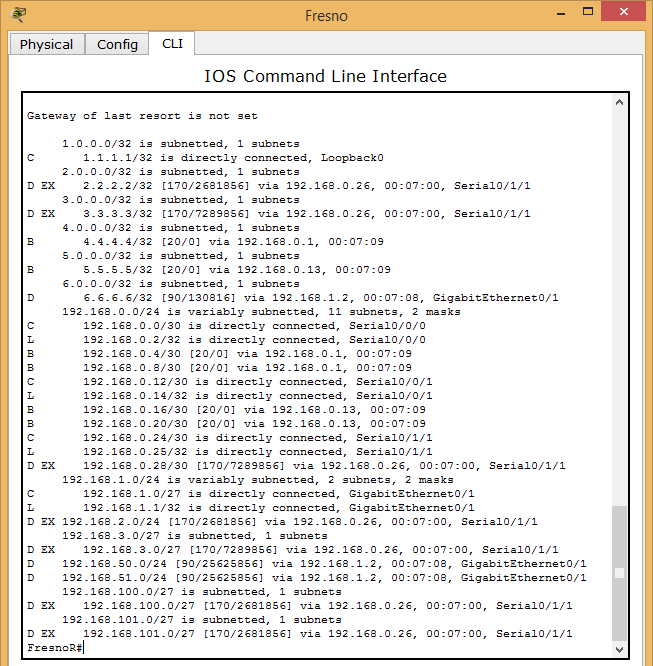 Fresno
Physical Config CLI
IOS Command Line Interface
Gateway of last resort is not set
1.0.0.0/32 is subnetted, 1 subnets
C 1.1.1.1/32 is directly connected, Loopback0
2.0.0.0/32 is subnetted, 1 subnets
D EX 2.2.2.2/32 [170/2681856] via 192.168.0.26, 00:07:00, Serial0/1/1
3.0.0.0/32 is subnetted, 1 subnets
D EX 3.3.3.3/32 [170/7289856] via 192.168.0.26, 00:07:00, Serial0/1/1
4.0.0.0/32 is subnetted, 1 subnets
B 4.4.4.4/32 [20/0] via 192.168.0.1, 00:07:09
5.0.0.0/32 is subnetted, 1 subnets
B 5.5.5.5/32 [20/0] via 192.168.0.13, 00:07:09
6.0.0.0/32 is subnetted, 1 subnets
D 6.6.6.6/32 [90/130816] via 192.168.1.2, 00:07:08, GigabitEthernet0/1
192.168.0.0/24 is variably subnetted, 11 subnets, 2 masks
C 192.168.0.0/30 is directly connected, Serial0/0/0
L 192.168.0.2/32 is directly connected, Serial0/0/0
B 192.168.0.4/30 [20/0] via 192.168.0.1, 00:07:09
B 192.168.0.8/30 [20/0] via 192.168.0.1, 00:07:09
C 192.168.0.12/30 is directly connected, Serial0/0/1
L 192.168.0.14/32 is directly connected, Serial0/0/1
B 192.168.0.16/30 [20/0] via 192.168.0.13, 00:07:09
B 192.168.0.20/30 [20/0] via 192.168.0.13, 00:07:09
C 192.168.0.24/30 is directly connected, Serial0/1/1
L 192.168.0.25/32 is directly connected, Serial0/1/1
D EX 192.168.0.28/30 [170/7289856] via 192.168.0.26, 00:07:00, Serial0/1/1
192.168.1.0/24 is variably subnetted, 2 subnets, 2 masks
C 192.168.1.0/27 is directly connected, GigabitEthernet0/1
L 192.168.1.1/32 is directly connected, GigabitEthernet0/1
D EX 192.168.2.0/24 [170/2681856] via 192.168.0.26, 00:07:00, Serial0/1/1
192.168.3.0/27 is subnetted, 1 subnets
D EX 192.168.3.0/27 [170/7289856] via 192.168.0.26, 00:07:00, Serial0/1/1
D 192.168.50.0/24 [90/25625856] via 192.168.1.2, 00:07:08, GigabitEthernet0/1
D 192.168.51.0/24 [90/25625856] via 192.168.1.2, 00:07:08, GigabitEthernet0/1
192.168.100.0/27 is subnetted, 1 subnets
D EX 192.168.100.0/27 [170/2681856] via 192.168.0.26, 00:07:00, Serial0/1/1
192.168.101.0/27 is subnetted, 1 subnets
D EX 192.168.101.0/27 [170/2681856] via 192.168.0.26, 00:07:00, Serial0/1/1
FresnoR#